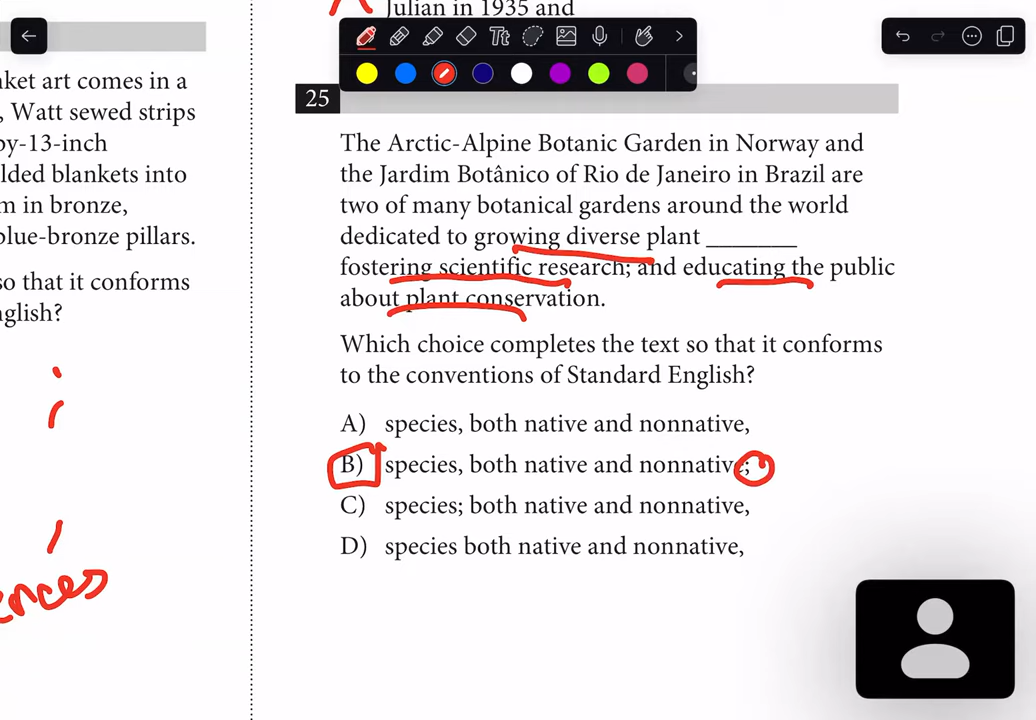 Julian in 1935 and
nket art comes in a
, Watt sewed strips
by-13-inch
lded blankets into
m in bronze,
blue-bronze pillars.
so that it conforms
nglish?
ences
Tt
25
The Arctic-Alpine Botanic Garden in Norway and
the Jardim Botânico of Rio de Janeiro in Brazil are
two of many botanical gardens around the world
dedicated to growing diverse plant _______
fostering scientific research; and educating the public
about plant conservation.
Which choice completes the text so that it conforms
to the conventions of Standard English?
A) species, both native and nonnative,
B) species, both native and nonnative;
C) species; both native and nonnative,
D) species both native and nonnative,